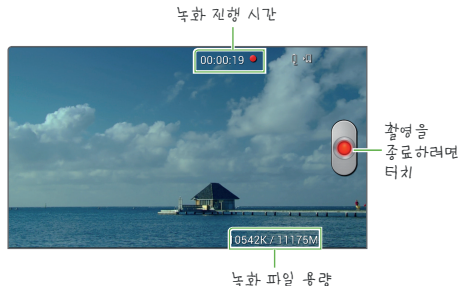 녹화 진행 시간
00:00:19
촬영을
종료하려면
터치
10542K / 11175M
녹화 파일 용량